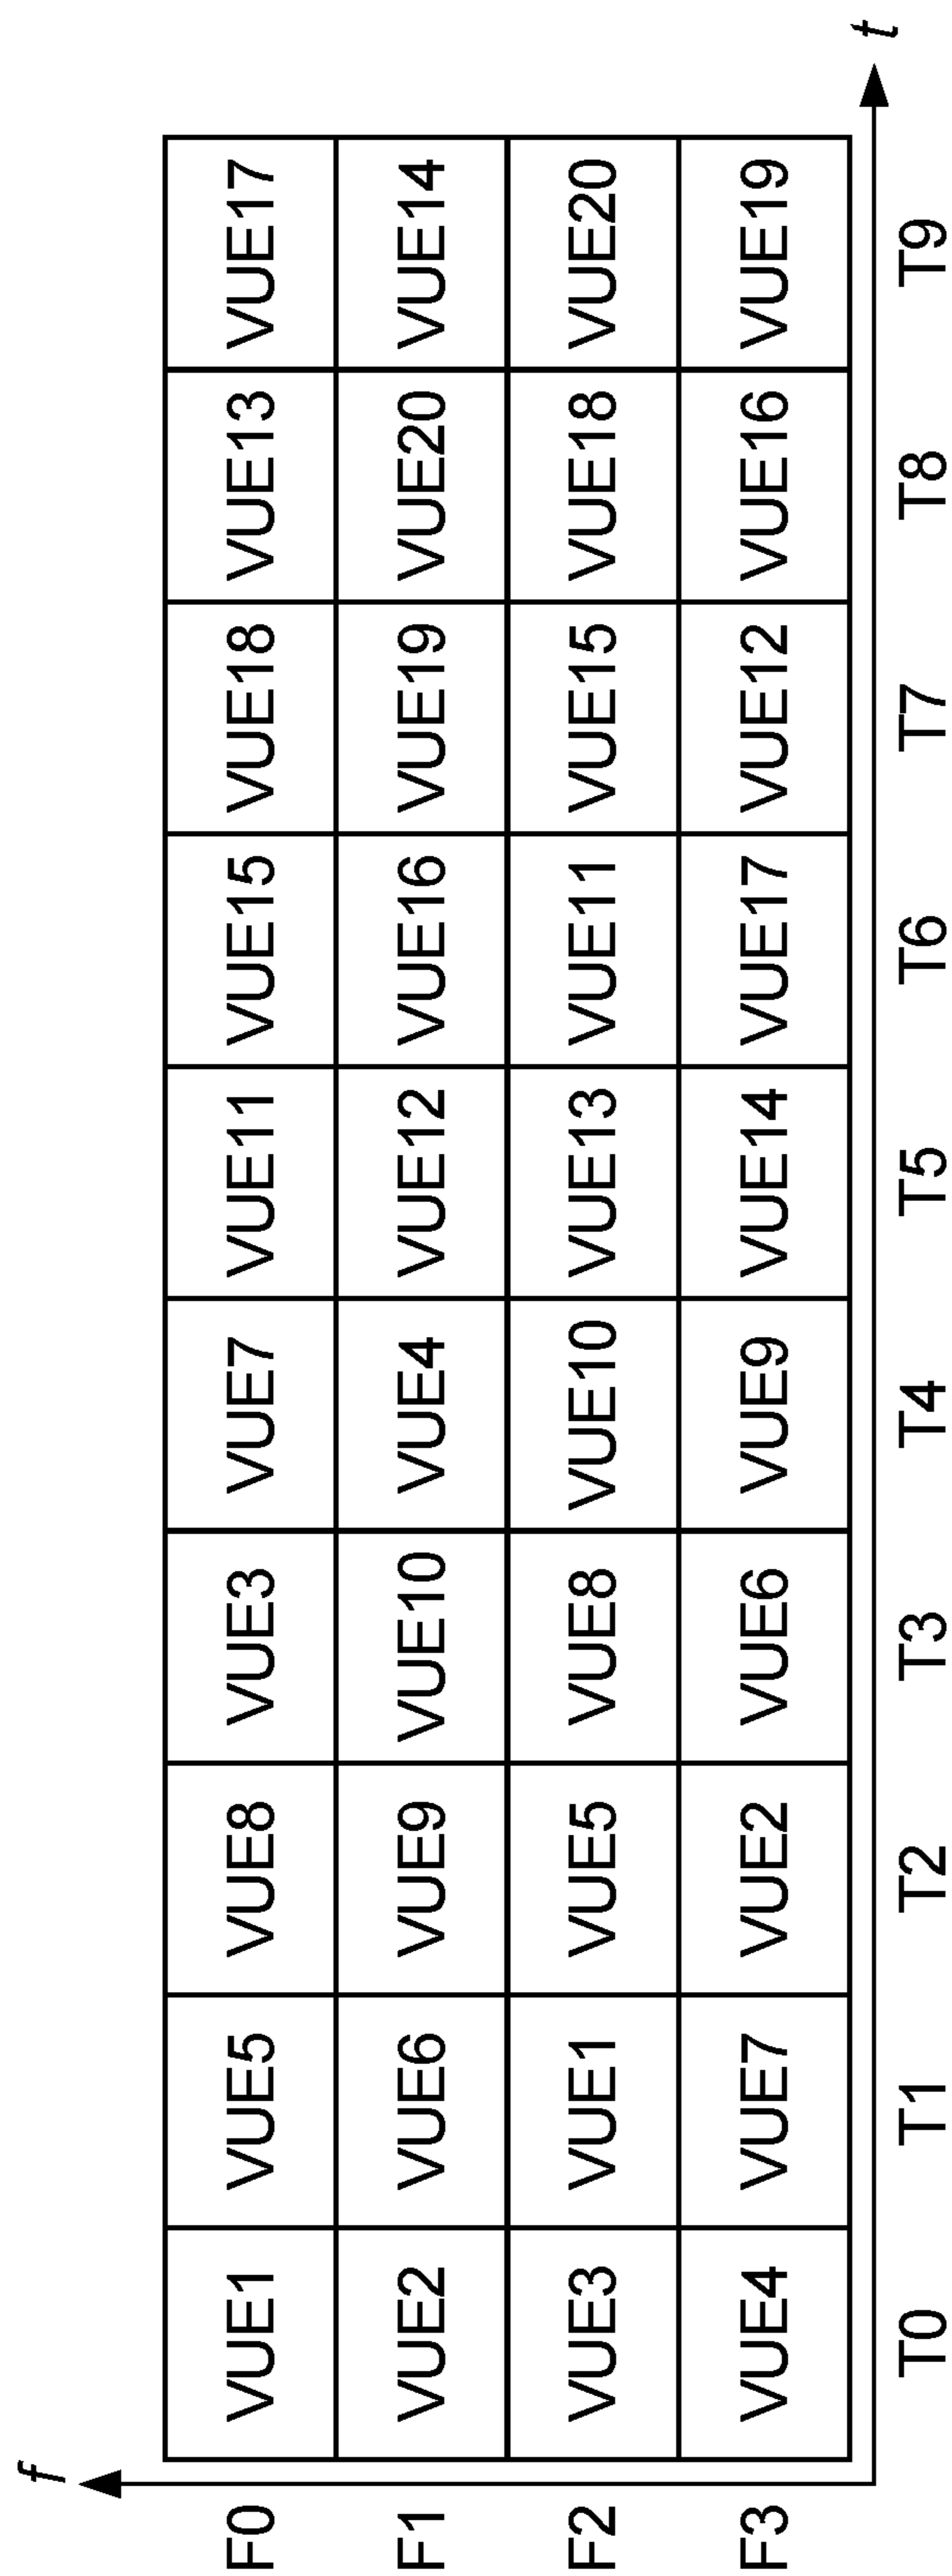 f
F0 VUE1 VUE5 VUE8 VUE3 VUE7 VUE11 VUE15 VUE18 VUE13 VUE17
F1 VUE2 VUE6 VUE9 VUE10 VUE4 VUE12 VUE16 VUE19 VUE20 VUE14
F2 VUE3 VUE1 VUE5 VUE8 VUE10 VUE13 VUE11 VUE15 VUE18 VUE20
F3 VUE4 VUE7 VUE2 VUE6 VUE9 VUE14 VUE17 VUE12 VUE16 VUE19
T0 T1 T2 T3 T4 T5 T6 T7 T8 T9 t